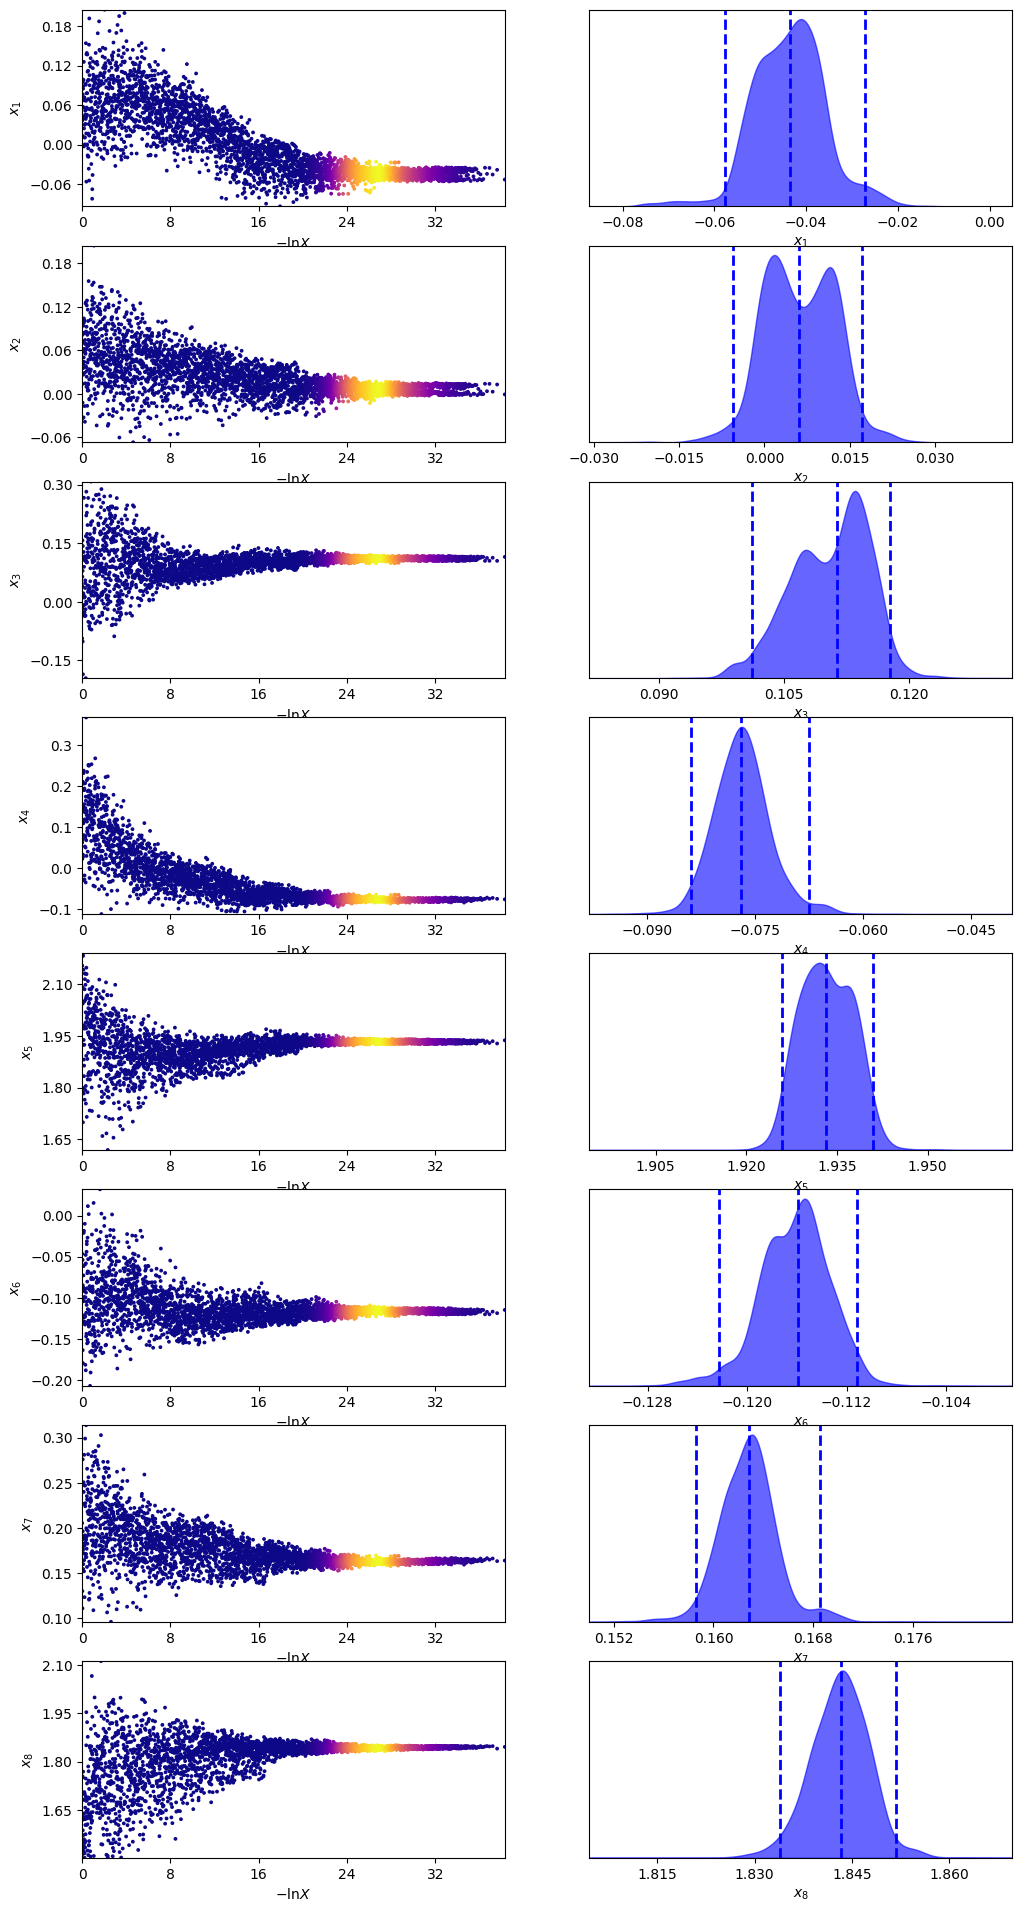 0.18
0.12
0.06
0.00
−0.06
x1
0 8 16 24 32
−lnX
−0.08 −0.06 −0.04 −0.02 0.00
x1
0.18
0.12
0.06
0.00
−0.06
x2
0 8 16 24 32
−lnX
−0.030 −0.015 0.000 0.015 0.030
x2
0.30
0.15
0.00
−0.15
x3
0 8 16 24 32
−lnX
0.090 0.105 0.120
x3
0.3
0.2
0.1
0.0
−0.1
x4
0 8 16 24 32
−lnX
−0.090 −0.075 −0.060 −0.045
x4
2.10
1.95
1.80
1.65
x5
0 8 16 24 32
−lnX
1.905 1.920 1.935 1.950
x5
0.00
−0.05
−0.10
−0.15
−0.20
x6
0 8 16 24 32
−lnX
−0.128 −0.120 −0.112 −0.104
x6
0.30
0.25
0.20
0.15
0.10
x7
0 8 16 24 32
−lnX
0.152 0.160 0.168 0.176
x7
2.10
1.95
1.80
1.65
x8
0 8 16 24 32
−lnX
1.815 1.830 1.845 1.860
x8